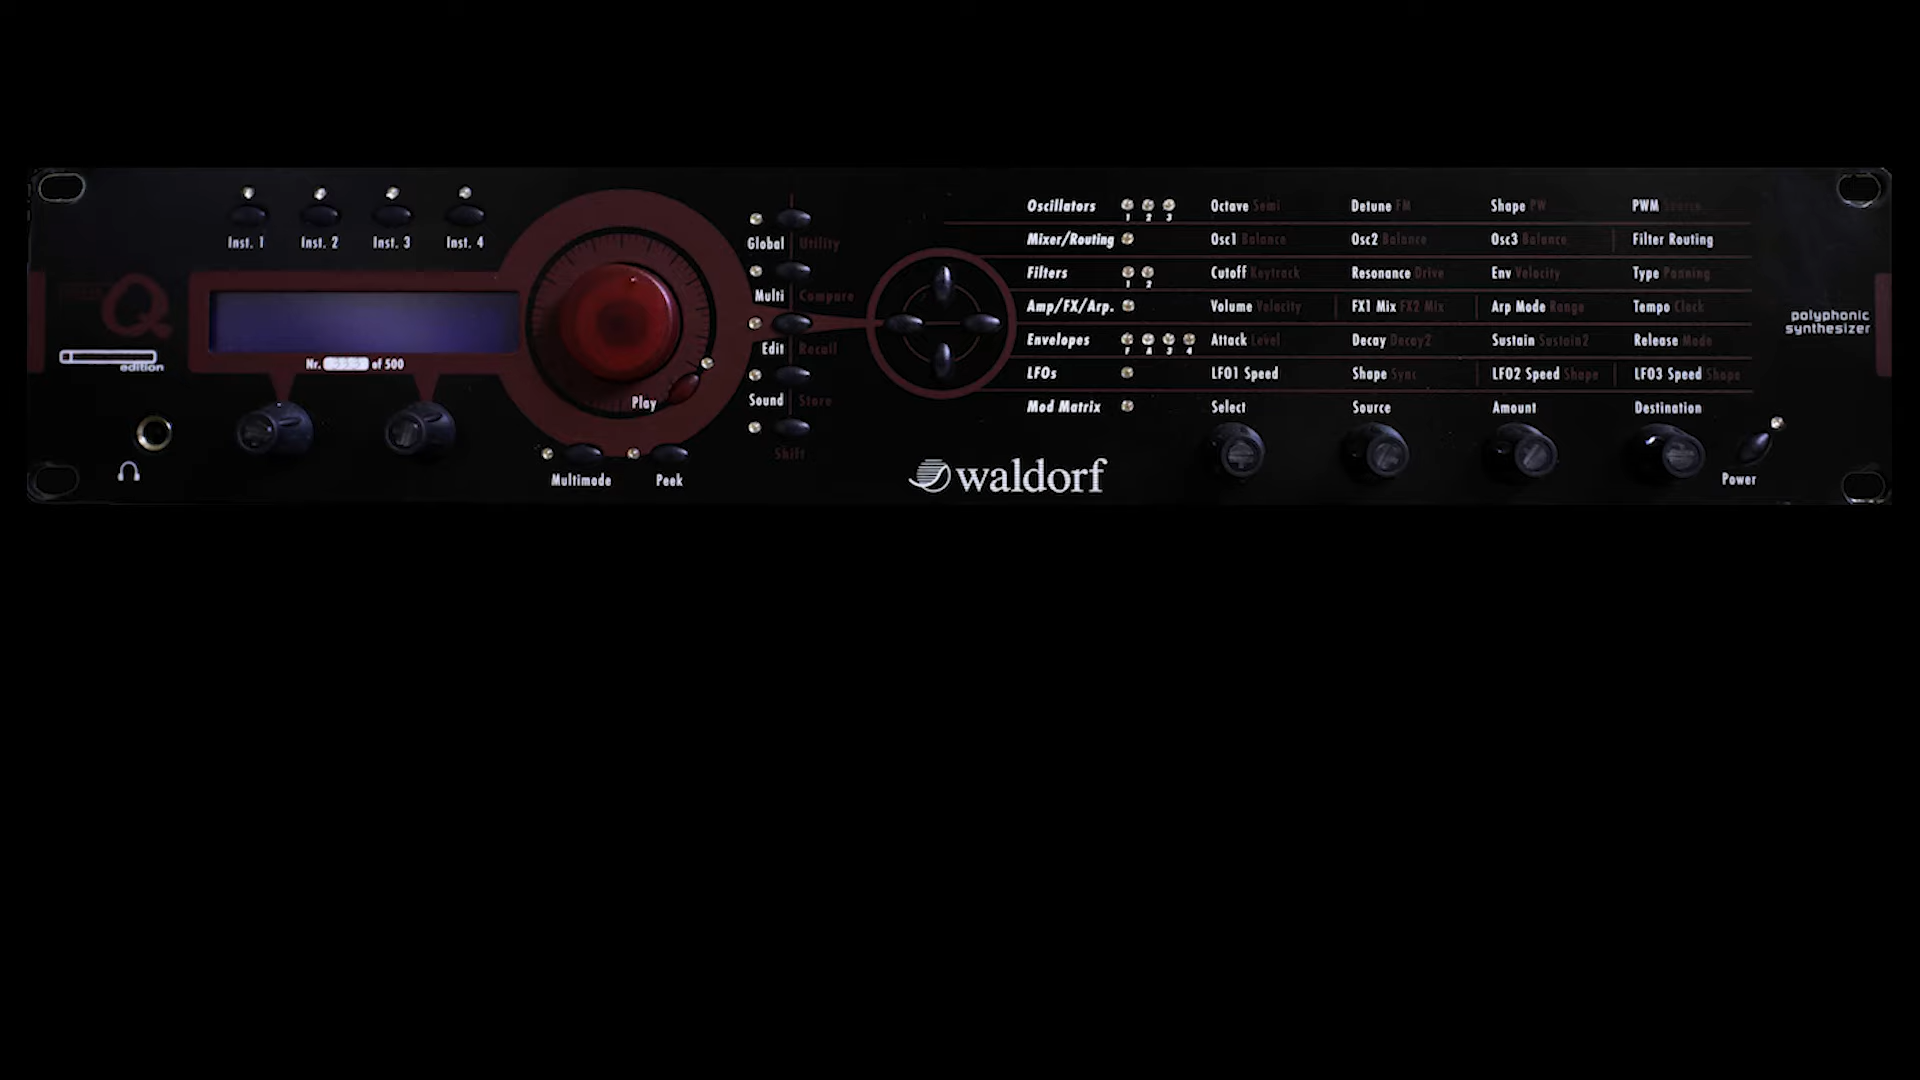 Inst. 1 Inst. 2 Inst. 3 Inst. 4
Q
edition
Nr. of 500
Play
Multimode Peek
Global Utility
Multi Compare
Edit Recall
Sound Store
Shift
waldorf
Oscillators 1 2 3 Octave Semi Detune FM Shape PW PWM
Mixer/Routing Osc1 Balance Osc2 Balance Osc3 Balance Filter Routing
Filters 1 2 Cutoff Keytrack Resonance Drive Env Velocity Type Panning
Amp/FX/Arp. Volume Velocity FX1 Mix FX2 Mix Arp Mode Range Tempo Clock
Envelopes F A 3 4 Attack Level Decay Decay2 Sustain Sustain2 Release Mode
LFOs LFO1 Speed Shape Sync LFO2 Speed Shape LFO3 Speed Shape
Mod Matrix Select Source Amount Destination
Power
polyphonic
synthesizer